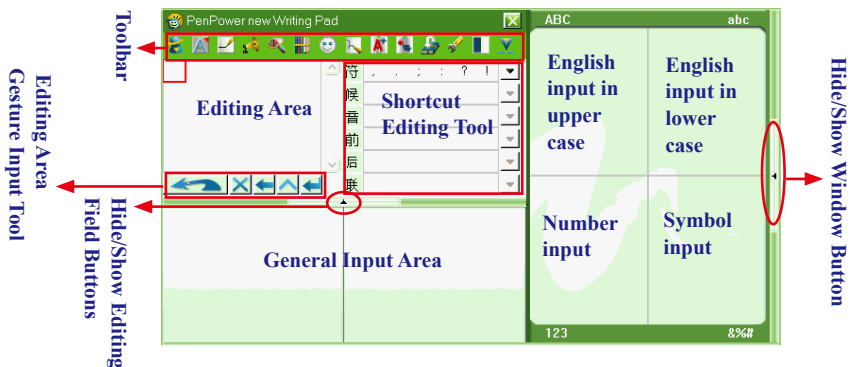 PenPower new Writing Pad
ABC
abc
Toolbar
Editing Area
Gesture Input Tool
Editing Area
符 , . ; : ? !
候
音
前
后
联
Shortcut
Editing Tool
English
input in
upper
case
English
input in
lower
case
Hide/Show Window Button
Hide/Show Editing
Field Buttons
General Input Area
Number
input
Symbol
input
123
&%#